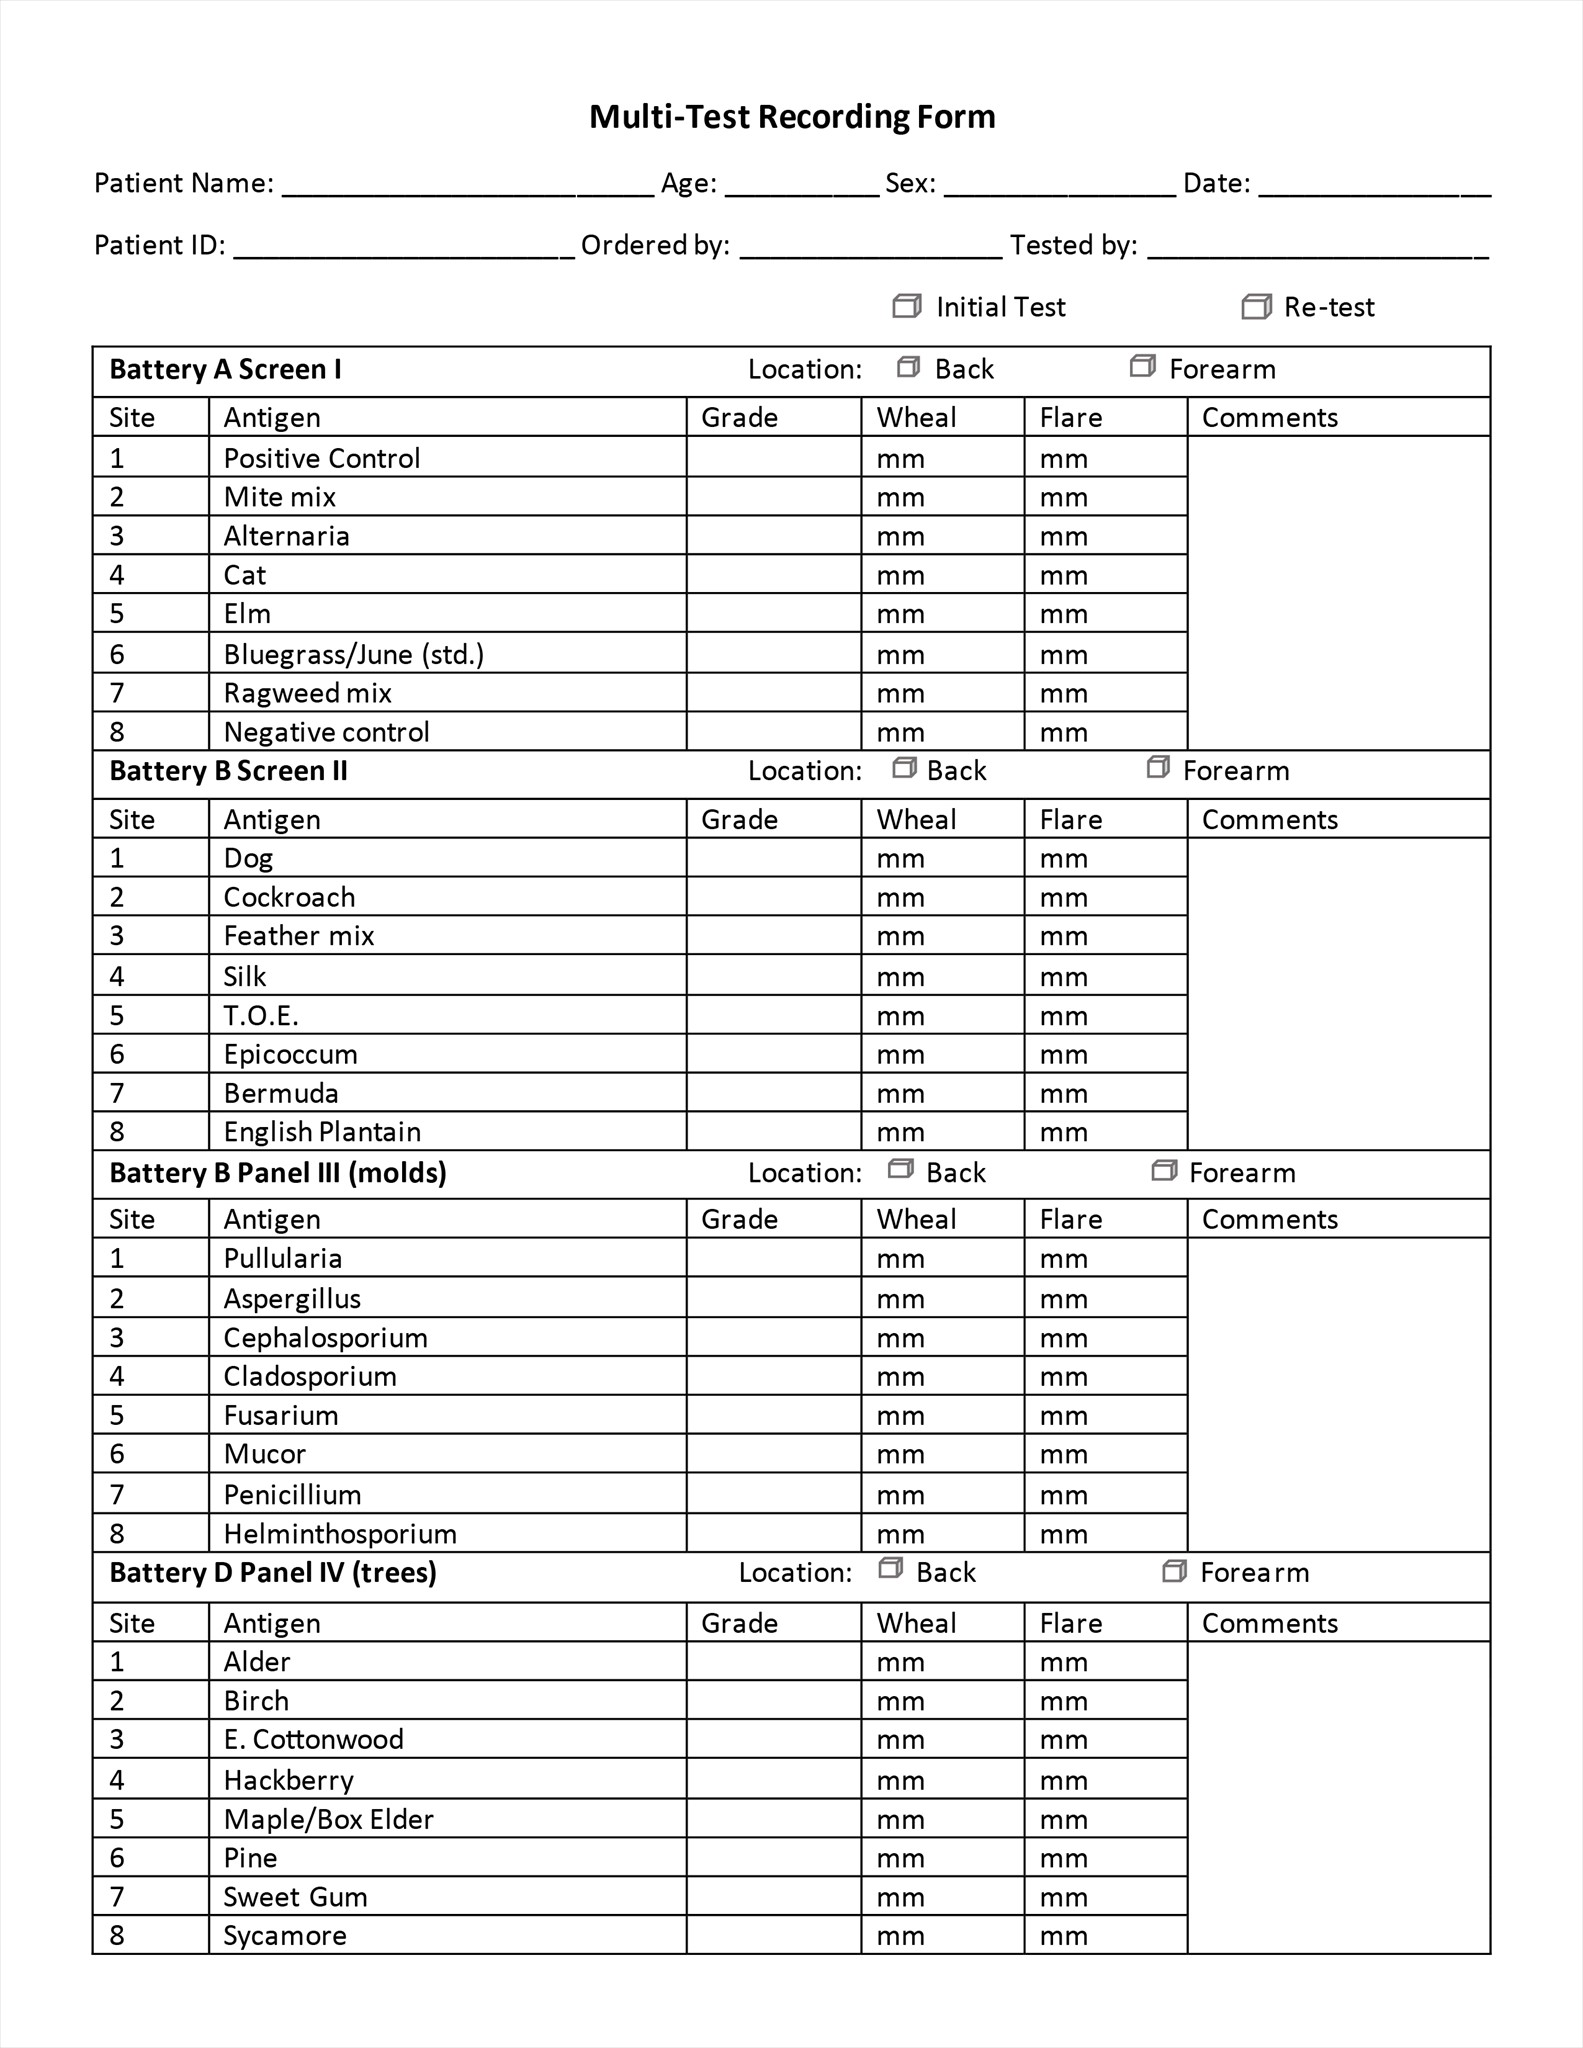 Multi-Test Recording Form
Patient Name: ________________________ Age: __________ Sex: _______________ Date: _______________
Patient ID: ______________________ Ordered by: _________________ Tested by: ______________________
Initial Test Re-test
Battery A Screen I Location: Back Forearm
Site Antigen Grade Wheal Flare Comments
1 Positive Control mm mm
2 Mite mix mm mm
3 Alternaria mm mm
4 Cat mm mm
5 Elm mm mm
6 Bluegrass/June (std.) mm mm
7 Ragweed mix mm mm
8 Negative control mm mm
Battery B Screen II Location: Back Forearm
Site Antigen Grade Wheal Flare Comments
1 Dog mm mm
2 Cockroach mm mm
3 Feather mix mm mm
4 Silk mm mm
5 T.O.E. mm mm
6 Epicoccum mm mm
7 Bermuda mm mm
8 English Plantain mm mm
Battery B Panel III (molds) Location: Back Forearm
Site Antigen Grade Wheal Flare Comments
1 Pullularia mm mm
2 Aspergillus mm mm
3 Cephalosporium mm mm
4 Cladosporium mm mm
5 Fusarium mm mm
6 Mucor mm mm
7 Penicillium mm mm
8 Helminthosporium mm mm
Battery D Panel IV (trees) Location: Back Forearm
Site Antigen Grade Wheal Flare Comments
1 Alder mm mm
2 Birch mm mm
3 E. Cottonwood mm mm
4 Hackberry mm mm
5 Maple/Box Elder mm mm
6 Pine mm mm
7 Sweet Gum mm mm
8 Sycamore mm mm